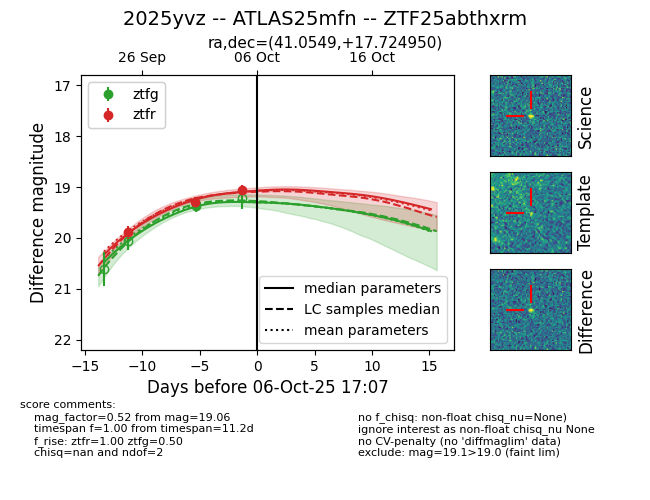 2025yvz -- ATLAS25mfn -- ZTF25abthxrm
ra,dec=(41.0549,+17.724950)
26 Sep
06 Oct
16 Oct
17
18
19
20
21
22
Difference magnitude
ztfg
ztfr
median parameters
LC samples median
mean parameters
−15
−10
−5
0
5
10
15
Days before 06-Oct-25 17:07
Science
Template
Difference
score comments:
mag_factor=0.52 from mag=19.06
timespan f=1.00 from timespan=11.2d
f_rise: ztfr=1.00 ztfg=0.50
chisq=nan and ndof=2
no f_chisq: non-float chisq_nu=None)
ignore interest as non-float chisq_nu None
no CV-penalty (no 'diffmaglim' data)
exclude: mag=19.1>19.0 (faint lim)